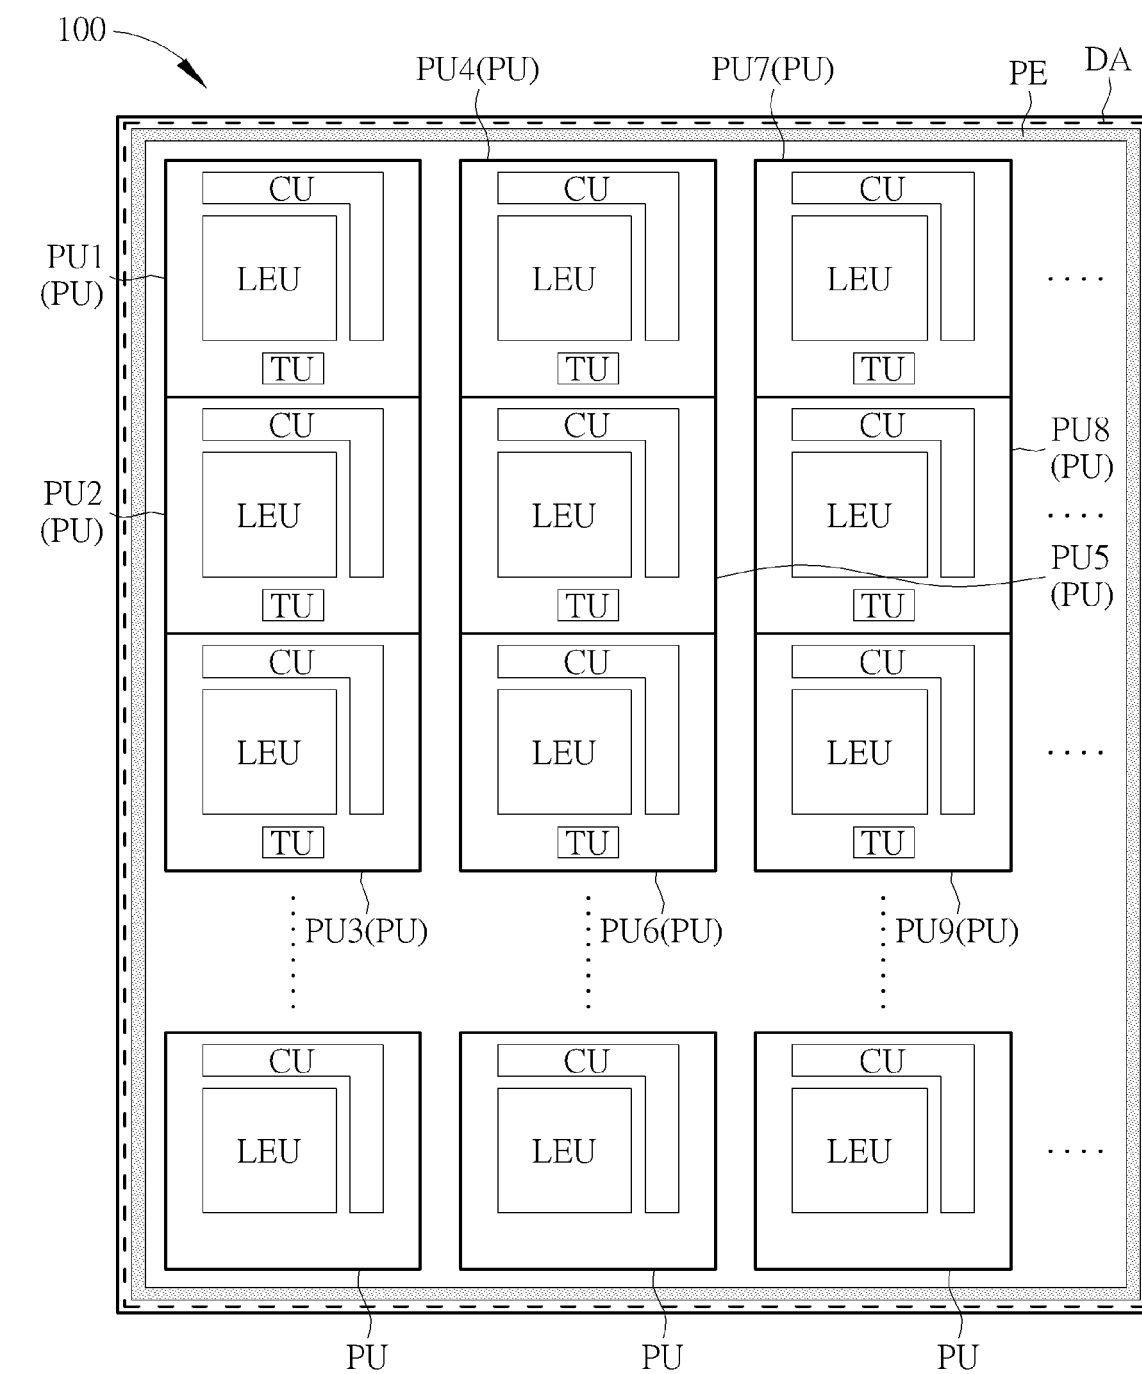 100
PU4(PU)
PU7(PU)
PE
DA
CU
CU
CU
PU1
(PU)
LEU
LEU
LEU
. . . .
TU
TU
TU
CU
CU
CU
PU8
(PU)
PU2
(PU)
LEU
LEU
LEU
. . . .
PU5
(PU)
TU
TU
TU
CU
CU
CU
LEU
LEU
LEU
. . . .
TU
TU
TU
PU3(PU)
PU6(PU)
PU9(PU)
CU
CU
CU
LEU
LEU
LEU
. . . .
PU
PU
PU